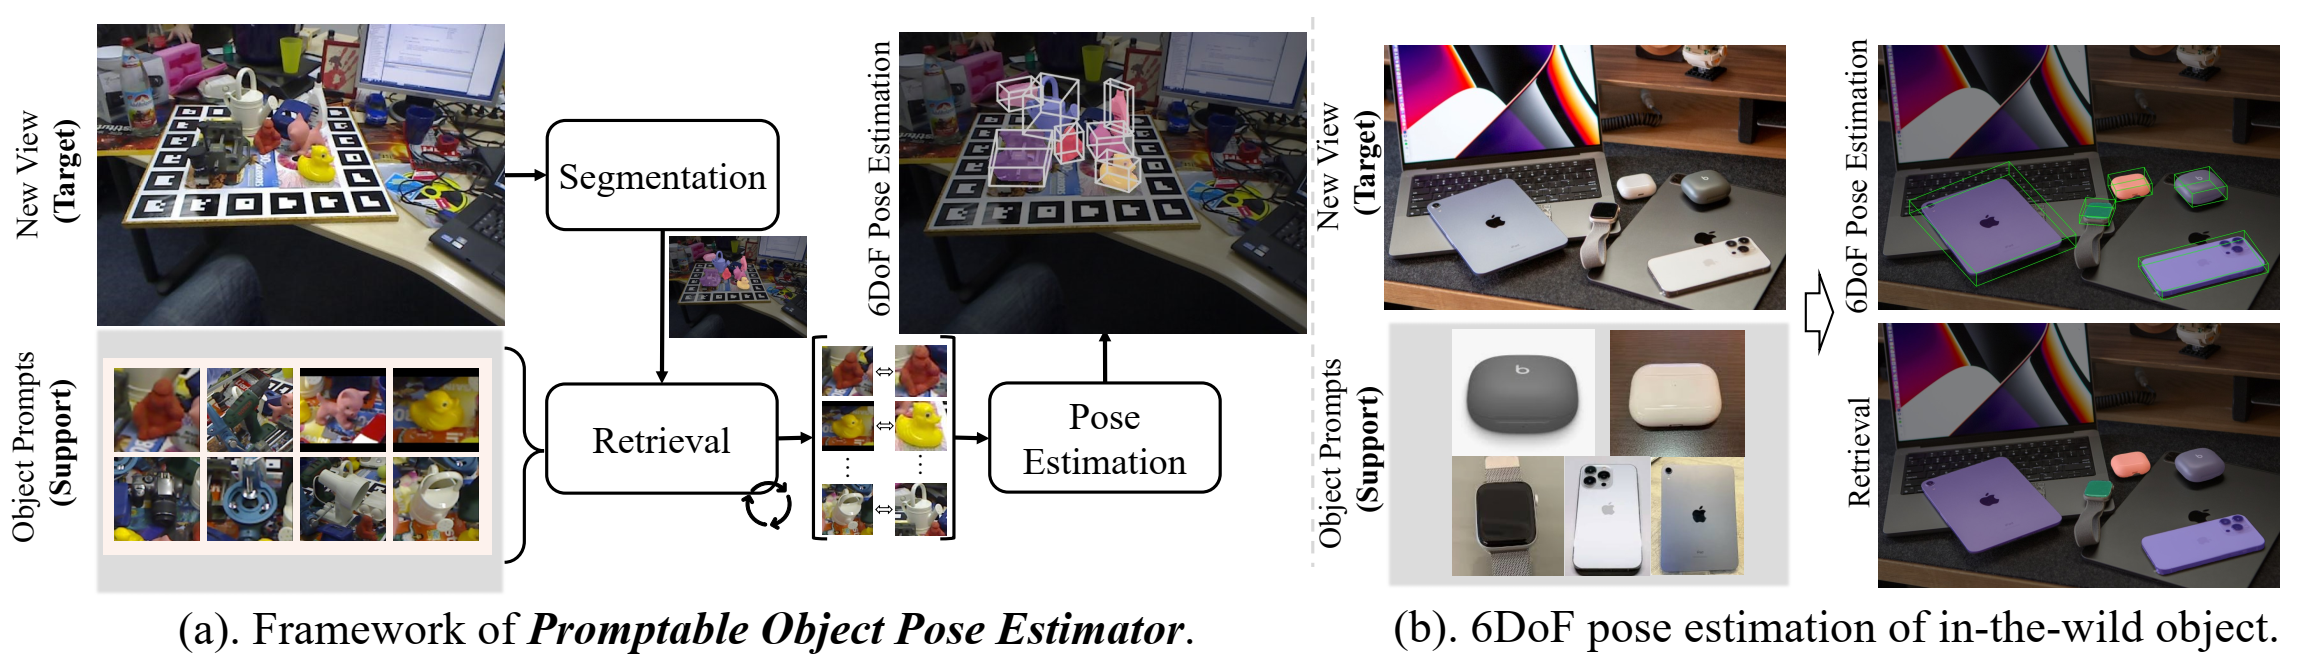 New View
(Target)
Object Prompts
(Support)
Segmentation
Retrieval
6DoF Pose Estimation
Pose
Estimation
(a). Framework of Promptable Object Pose Estimator.
New View
(Target)
Object Prompts
(Support)
6DoF Pose Estimation
Retrieval
(b). 6DoF pose estimation of in-the-wild object.